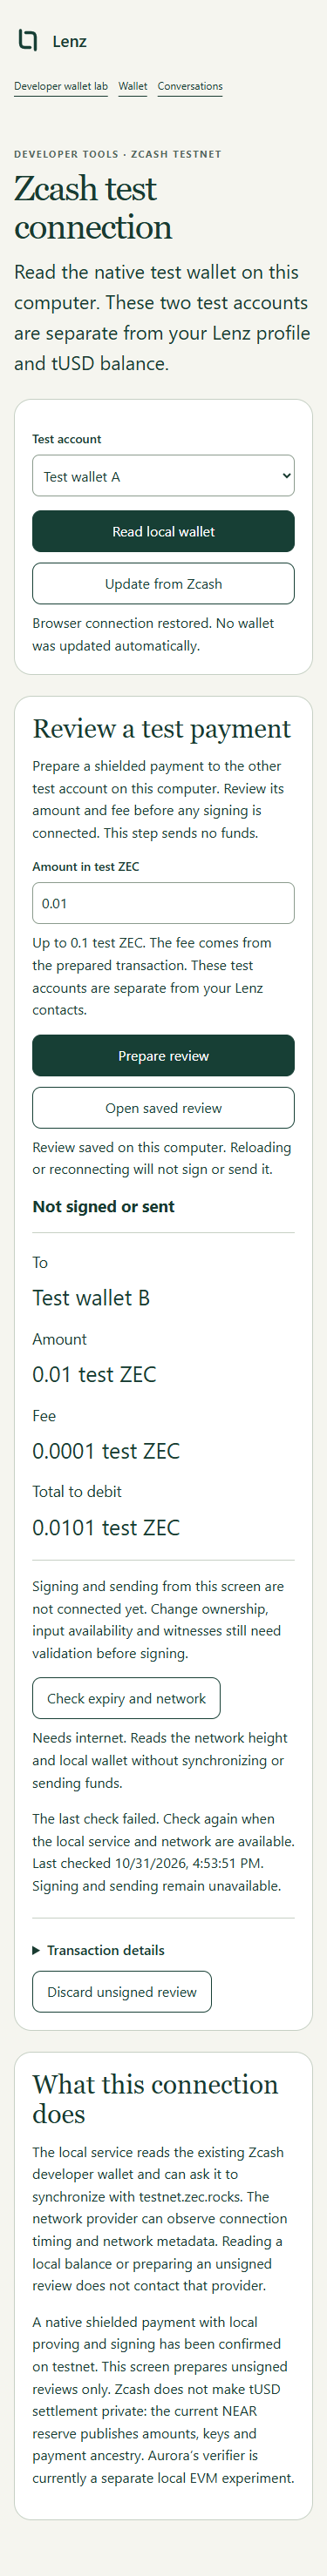 Lenz
Developer wallet lab Wallet Conversations
DEVELOPER TOOLS · ZCASH TESTNET
Zcash test
connection
Read the native test wallet on this
computer. These two test accounts
are separate from your Lenz profile
and tUSD balance.
Test account
Test wallet A
Read local wallet
Update from Zcash
Browser connection restored. No wallet
was updated automatically.
Review a test payment
Prepare a shielded payment to the other
test account on this computer. Review its
amount and fee before any signing is
connected. This step sends no funds.
Amount in test ZEC
0.01
Up to 0.1 test ZEC. The fee comes from
the prepared transaction. These test
accounts are separate from your Lenz
contacts.
Prepare review
Open saved review
Review saved on this computer. Reloading
or reconnecting will not sign or send it.
Not signed or sent
To
Test wallet B
Amount
0.01 test ZEC
Fee
0.0001 test ZEC
Total to debit
0.0101 test ZEC
Signing and sending from this screen are
not connected yet. Change ownership,
input availability and witnesses still need
validation before signing.
Check expiry and network
Needs internet. Reads the network height
and local wallet without synchronizing or
sending funds.
The last check failed. Check again when
the local service and network are available.
Last checked 10/31/2026, 4:53:51 PM.
Signing and sending remain unavailable.
Transaction details
Discard unsigned review
What this connection
does
The local service reads the existing Zcash
developer wallet and can ask it to
synchronize with testnet.zec.rocks. The
network provider can observe connection
timing and network metadata. Reading a
local balance or preparing an unsigned
review does not contact that provider.
A native shielded payment with local
proving and signing has been confirmed
on testnet. This screen prepares unsigned
reviews only. Zcash does not make tUSD
settlement private: the current NEAR
reserve publishes amounts, keys and
payment ancestry. Aurora's verifier is
currently a separate local EVM experiment.